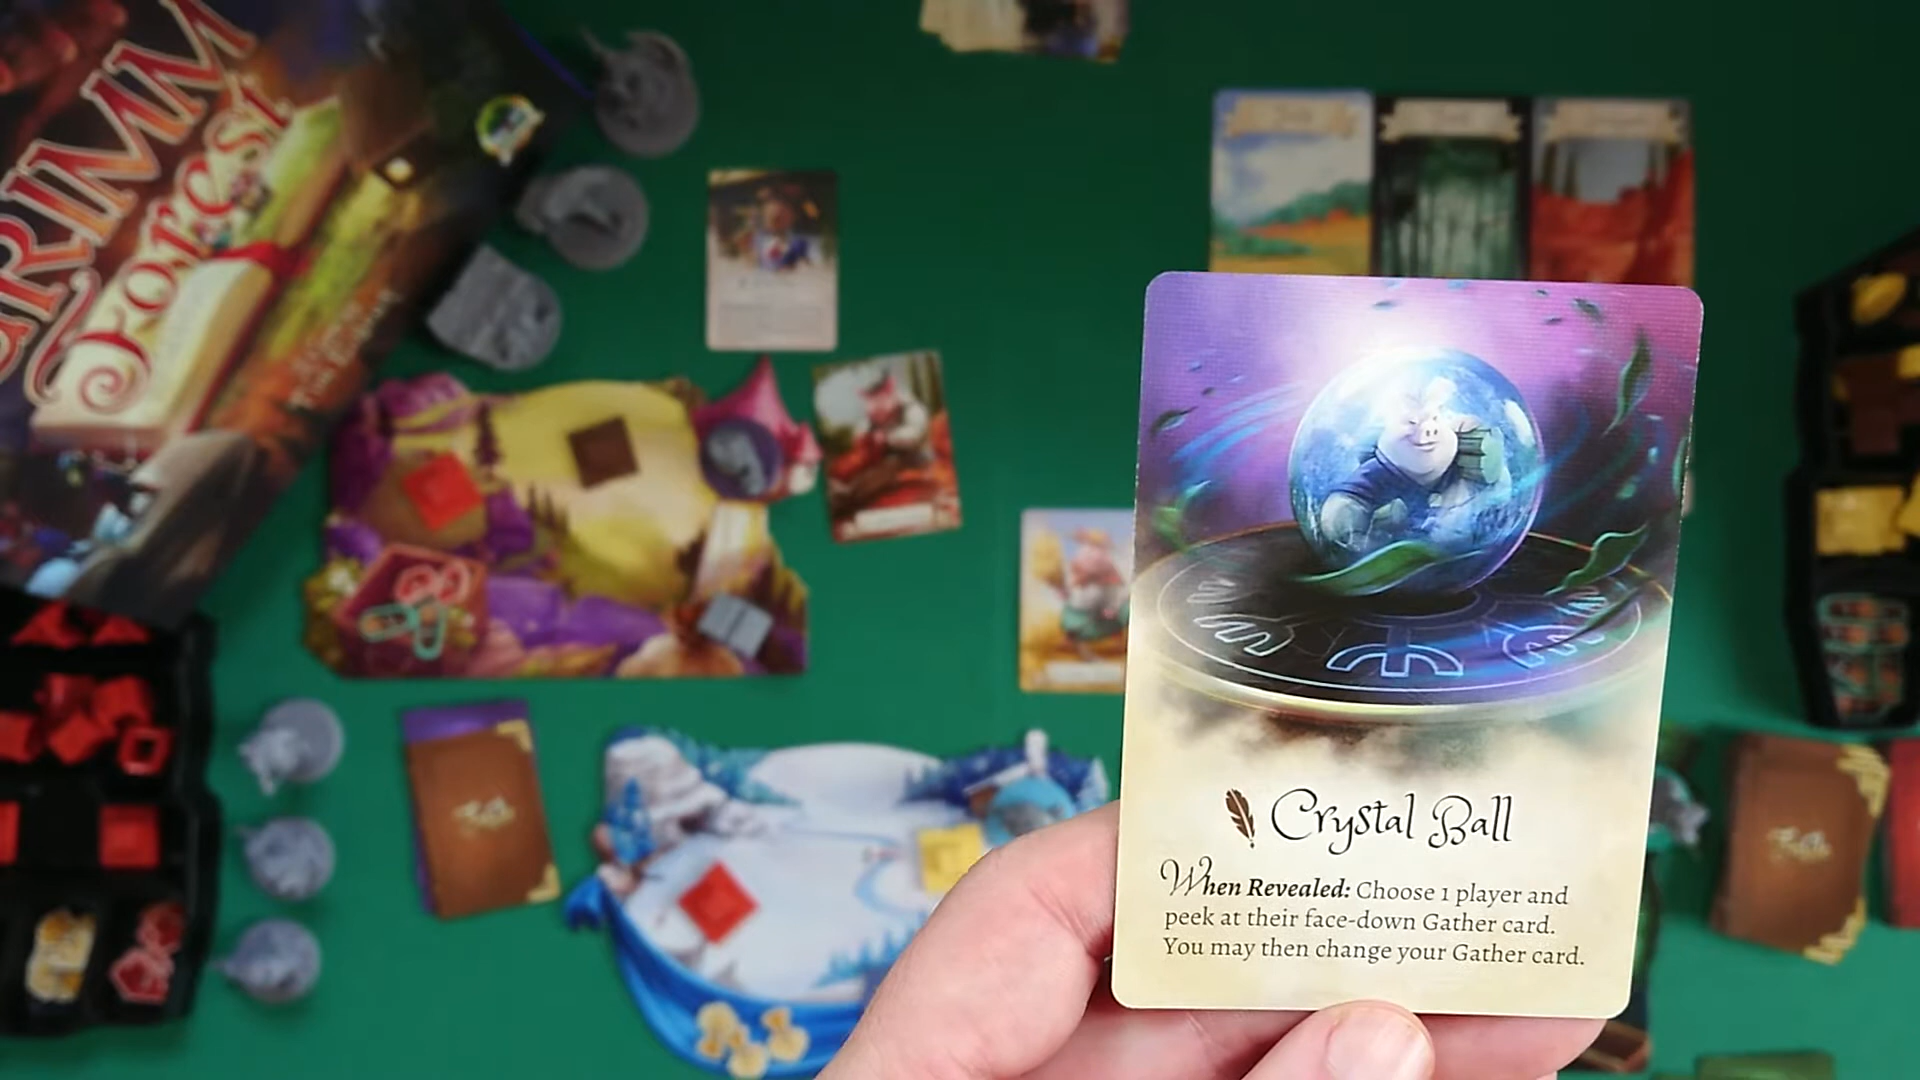 GRIMM
Forest
Crystal Ball
When Revealed: Choose 1 player and
peek at their face-down Gather card.
You may then change your Gather card.